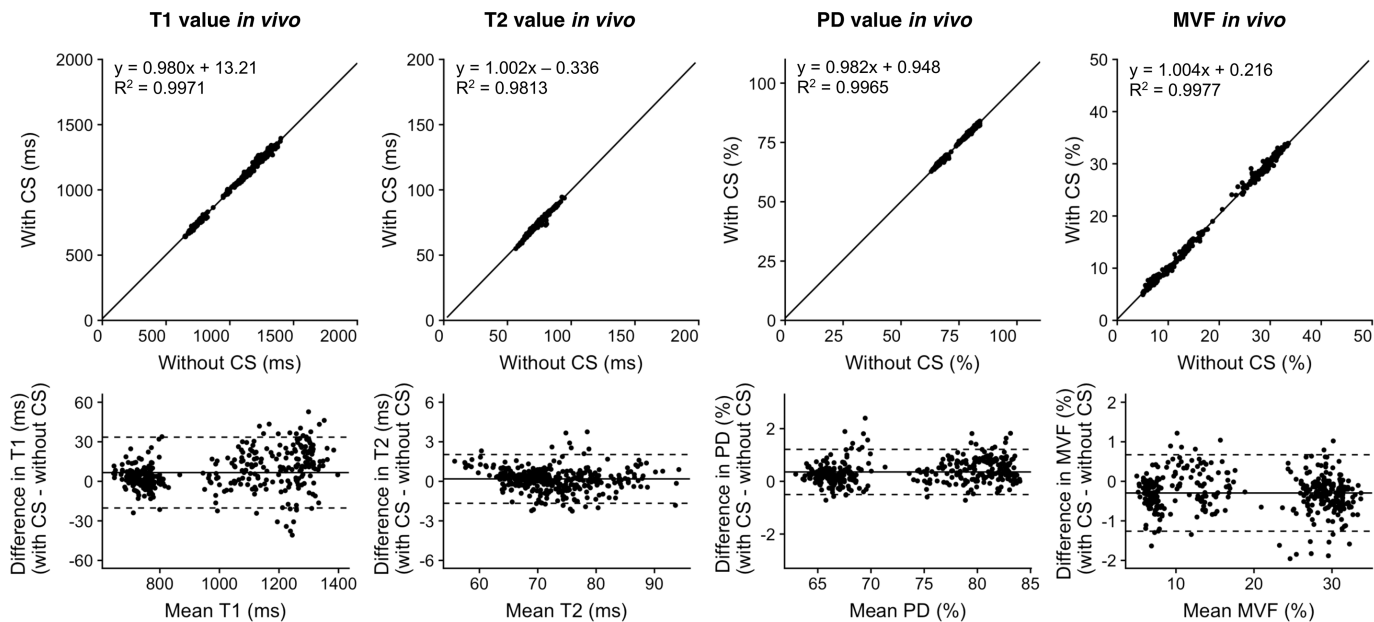 T1 value in vivo
y = 0.980x + 13.21
R² = 0.9971
With CS (ms)
2000
1500
1000
500
0
0 500 1000 1500 2000
Without CS (ms)
T2 value in vivo
y = 1.002x – 0.336
R² = 0.9813
With CS (ms)
200
150
100
50
0
0 50 100 150 200
Without CS (ms)
PD value in vivo
y = 0.982x + 0.948
R² = 0.9965
With CS (%)
100
75
50
25
0
0 25 50 75 100
Without CS (%)
MVF in vivo
y = 1.004x + 0.216
R² = 0.9977
With CS (%)
50
40
30
20
10
0
0 10 20 30 40 50
Without CS (%)
Difference in T1 (ms)
(with CS - without CS)
60
30
0
-30
-60
800 1000 1200 1400
Mean T1 (ms)
Difference in T2 (ms)
(with CS - without CS)
6
3
0
-3
-6
60 70 80 90
Mean T2 (ms)
Difference in PD (%)
(with CS - without CS)
2
0
-2
65 70 75 80 85
Mean PD (%)
Difference in MVF (%)
(with CS - without CS)
2
1
0
-1
-2
10 20 30
Mean MVF (%)